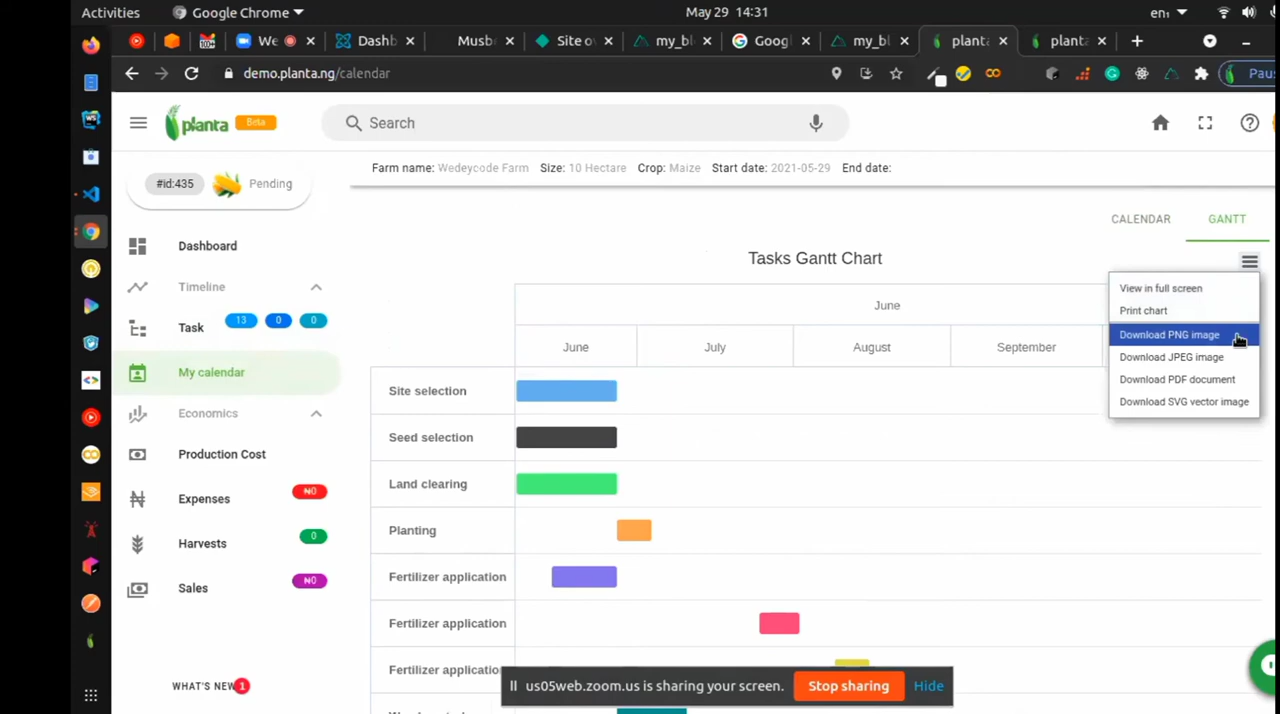 Activities Google Chrome May 29 14:31 en₁
We Dashb Musb Site o my_bl Googl my_bl planta planta
demo.planta.ng/calendar Pau
planta Beta Search
Farm name: Wedeycode Farm Size: 10 Hectare Crop: Maize Start date: 2021-05-29 End date:
#id:435 Pending
CALENDAR GANTT
Dashboard
Tasks Gantt Chart
Timeline
View in full screen
June
Print chart
Task 13 0 0
Download PNG image
June July August September
Download JPEG image
My calendar
Download PDF document
Site selection
Download SVG vector image
Economics
Seed selection
Production Cost
Land clearing
Expenses ₦0
Planting
Harvests 0
Fertilizer application
Sales ₦0
Fertilizer application
Fertilizer application
WHAT'S NEW 1
us05web.zoom.us is sharing your screen. Stop sharing Hide